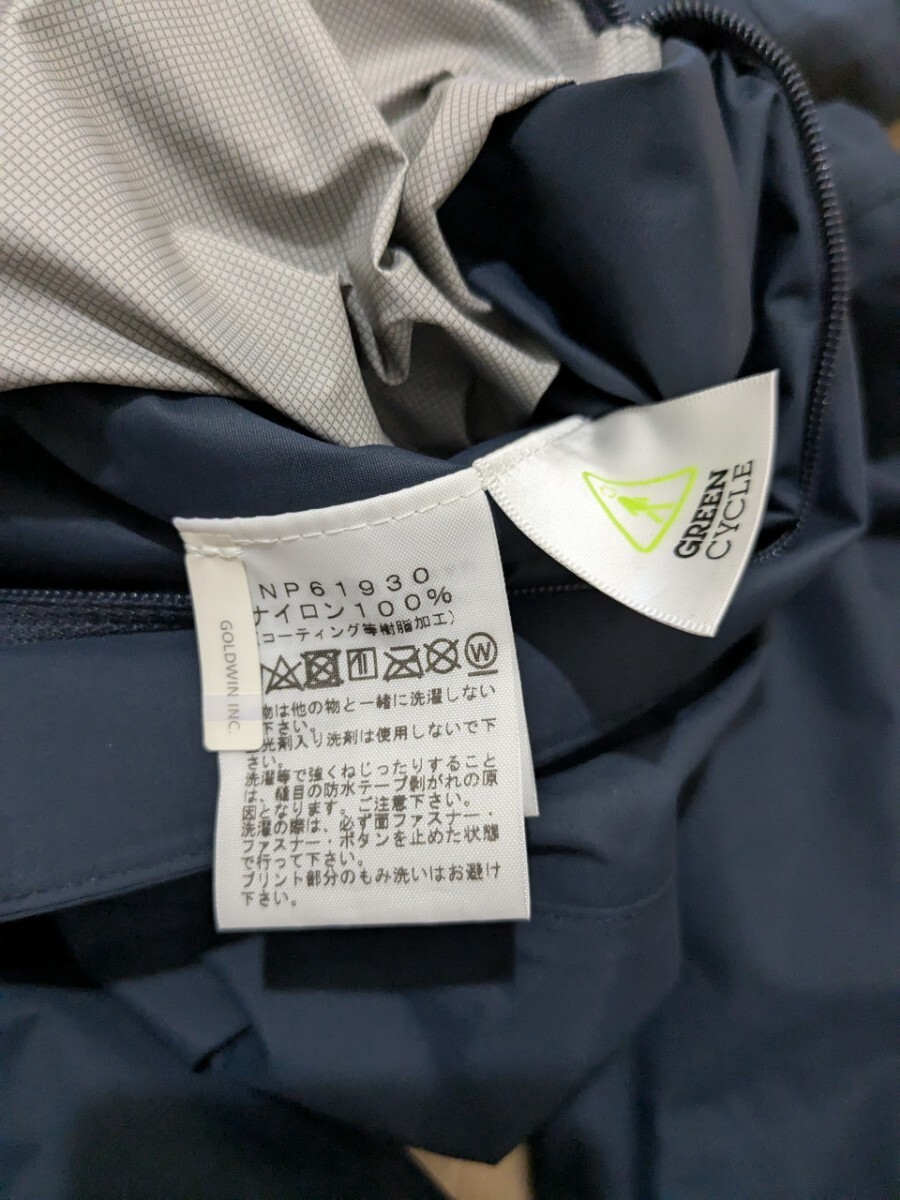 NP61930
ナイロン100%
(コーティング等樹脂加工)
W
物は他の物と一緒に洗濯しない
下さい。
光剤入り洗剤は使用しないで下
さい。
洗濯等で強くねじったりすること
は、縫目の防水テープ剥がれの原
因となります。ご注意下さい。
洗濯の際は、必ず面ファスナー・
ファスナー・ボタンを止めた状態
で行って下さい。
プリント部分のもみ洗いはお避け
下さい。
GOLDWIN INC.
GREEN
CYCLE